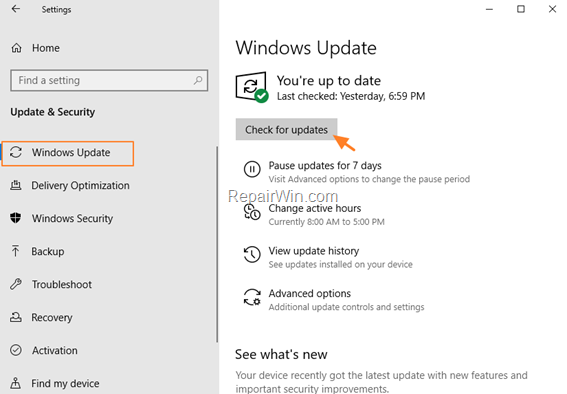 Settings
Home
Find a setting
Update & Security
Windows Update
Delivery Optimization
Windows Security
Backup
Troubleshoot
Recovery
Activation
Find my device
Windows Update
You're up to date
Last checked: Yesterday, 6:59 PM
Check for updates
Pause updates for 7 days
Visit Advanced options to change the pause period
RepairWin.com
Change active hours
Currently 8:00 AM to 5:00 PM
View update history
See updates installed on your device
Advanced options
Additional update controls and settings
See what's new
Your device recently got the latest update with new features and
important security improvements.